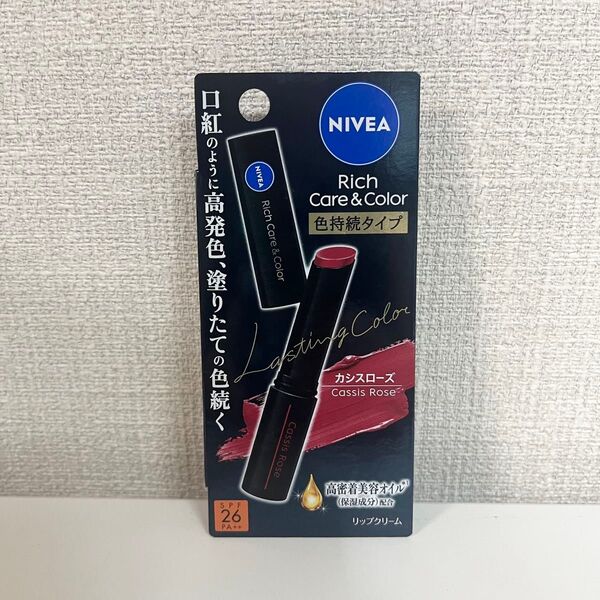 NIVEA
Rich
Care & Color
色持続タイプ
口紅のように高発色、塗りたての色続く
NIVEA
Rich Care & Color
Lasting Color
カシスローズ
Cassis Rose
Cassis Rose
高密着美容オイル*1
(保湿成分)配合
SPF
26
PA++
リップクリーム